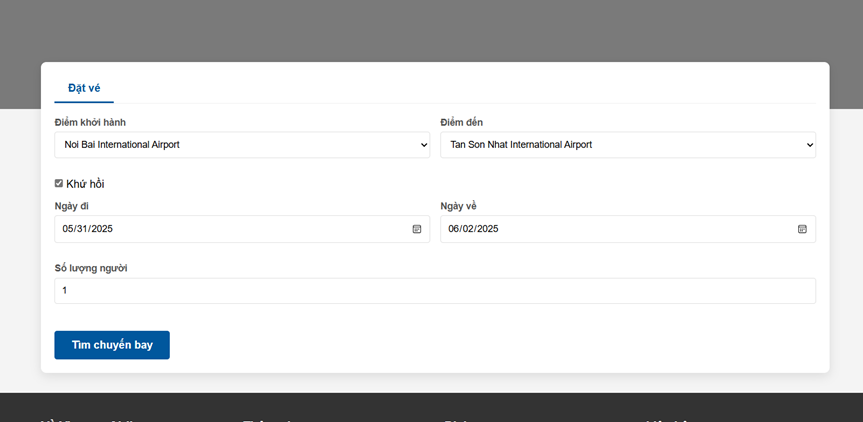 Đặt vé
Điểm khởi hành
Điểm đến
Noi Bai International Airport
Tan Son Nhat International Airport
Khứ hồi
Ngày đi
Ngày về
05/31/2025
06/02/2025
Số lượng người
1
Tìm chuyến bay